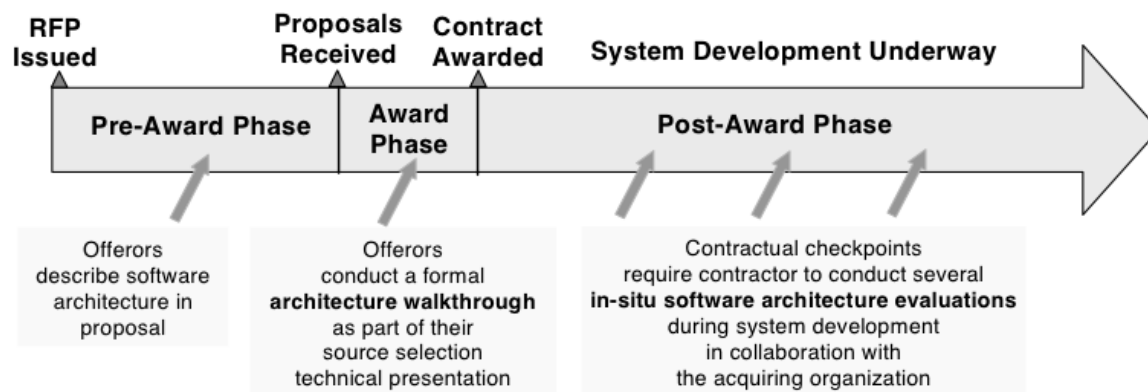 RFP
Issued
Proposals
Received
Contract
Awarded
System Development Underway
Pre-Award Phase
Award
Phase
Post-Award Phase
Offerors
describe software
architecture in
proposal
Offerors
conduct a formal
architecture walkthrough
as part of their
source selection
technical presentation
Contractual checkpoints
require contractor to conduct several
in-situ software architecture evaluations
during system development
in collaboration with
the acquiring organization